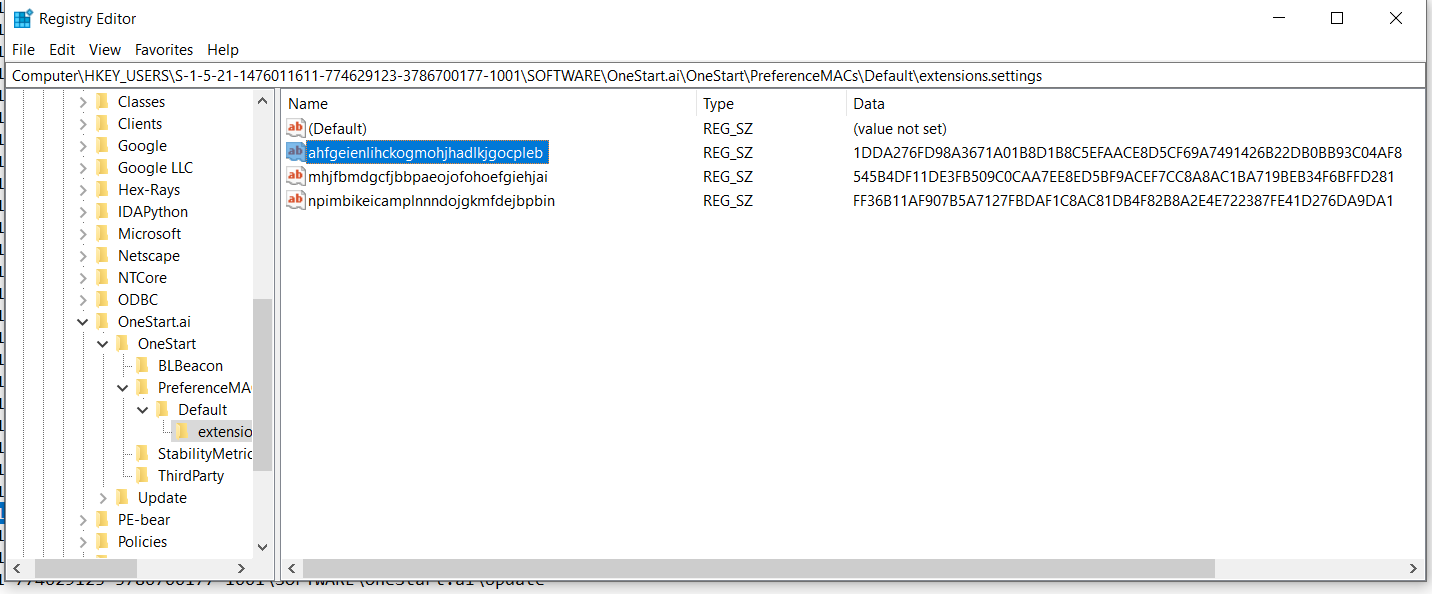 Registry Editor
File Edit View Favorites Help
Computer\HKEY_USERS\S-1-5-21-1476011611-774629123-3786700177-1001\SOFTWARE\OneStart.ai\OneStart\PreferenceMACs\Default\extensions.settings
Classes
Clients
Google
Google LLC
Hex-Rays
IDAPython
Microsoft
Netscape
NTCore
ODBC
OneStart.ai
OneStart
BLBeacon
PreferenceMA
Default
extensio
StabilityMetric
ThirdParty
Update
PE-bear
Policies
Name Type Data
(Default) REG_SZ (value not set)
ahfgeienlihckogmohjhadlkjgocpleb REG_SZ 1DDA276FD98A3671A01B8D1B8C5EFAACE8D5CF69A7491426B22DB0BB93C04AF8
mhjfbmdgcfjbbpaeojofohoefgiehjai REG_SZ 545B4DF11DE3FB509C0CAA7EE8ED5BF9ACEF7CC8A8AC1BA719BEB34F6BFFD281
npimbikeicamplnnndojgkmfdejbpbin REG_SZ FF36B11AF907B5A7127FBDAF1C8AC81DB4F82B8A2E4E722387FE41D276DA9DA1
-774629123-3786700177-1001\SOFTWARE\OneStart.ai\Update